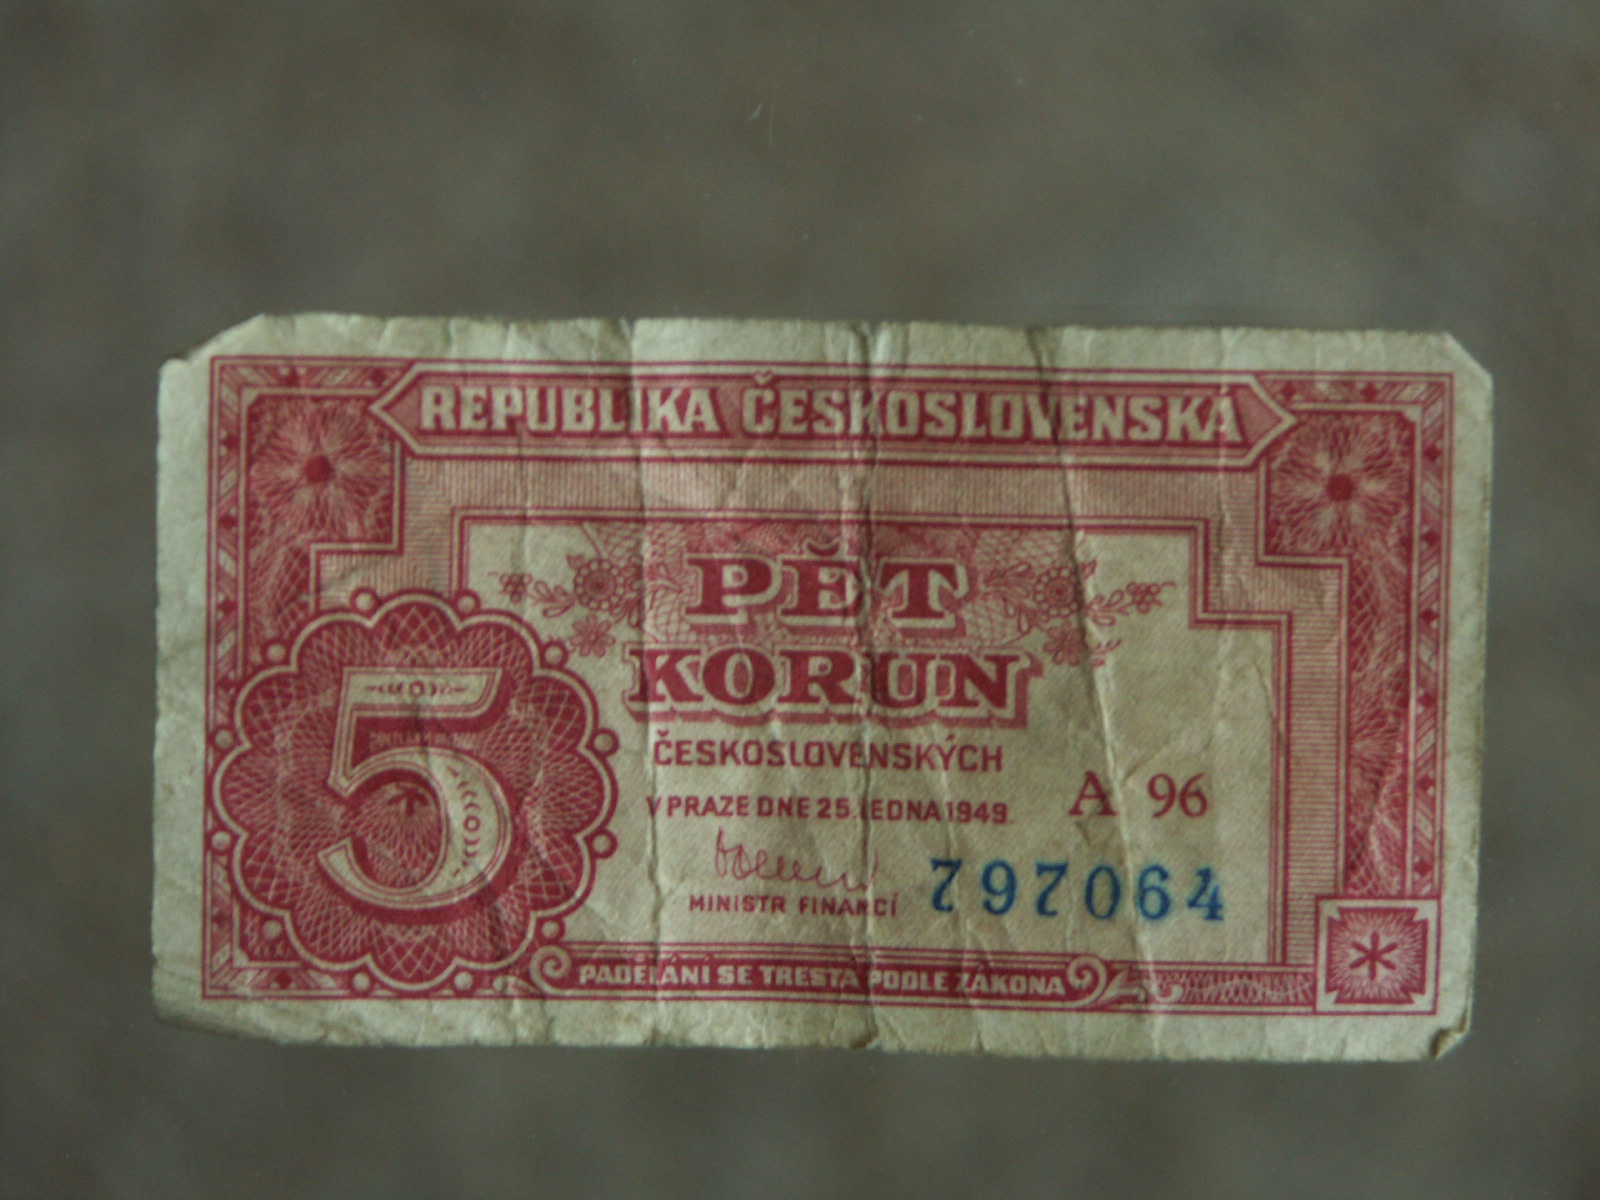 REPUBLIKA ČESKOSLOVENSKA
PĚT
KORUN
5
ČESKOSLOVENSKÝCH
V PRAZE DNE 25. LEDNA 1949.
A 96
797064
MINISTR FINANCÍ
PADĚLÁNÍ SE TRESTÁ PODLE ZÁKONA